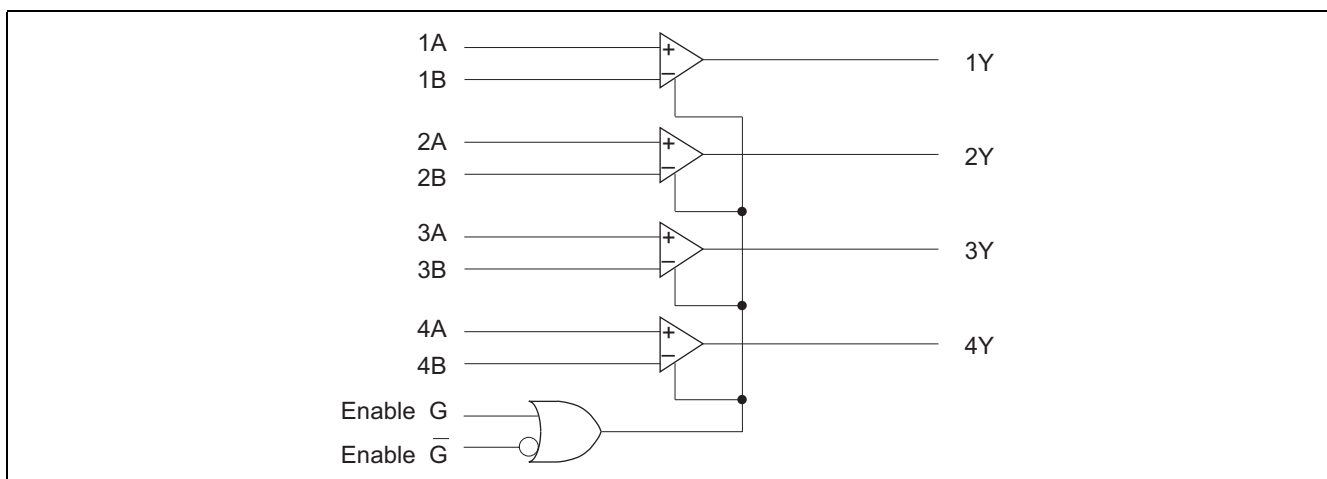 1A
1B
1Y
2A
2B
2Y
3A
3B
3Y
4A
4B
4Y
Enable G
Enable G̅
+
−
+
−
+
−
+
−